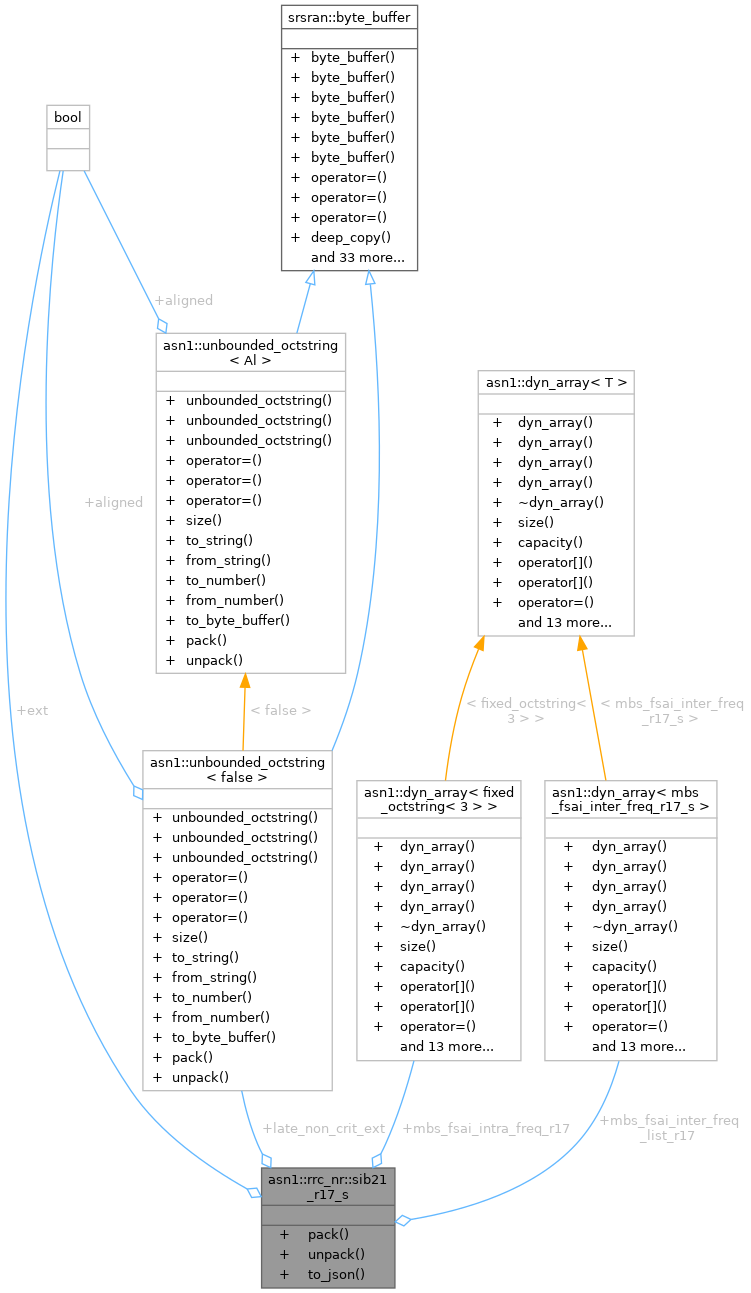 srsran::byte_buffer
+ byte_buffer()
+ byte_buffer()
+ byte_buffer()
+ byte_buffer()
+ byte_buffer()
+ byte_buffer()
+ operator=()
+ operator=()
+ operator=()
+ deep_copy()
and 33 more...
bool
+aligned
asn1::unbounded_octstring
< Al >
+ unbounded_octstring()
+ unbounded_octstring()
+ unbounded_octstring()
+ operator=()
+ operator=()
+ operator=()
+ size()
+ to_string()
+ from_string()
+ to_number()
+ from_number()
+ to_byte_buffer()
+ pack()
+ unpack()
asn1::dyn_array< T >
+ dyn_array()
+ dyn_array()
+ dyn_array()
+ dyn_array()
+ ~dyn_array()
+ size()
+ capacity()
+ operator[]()
+ operator[]()
+ operator=()
and 13 more...
+aligned
+ext
< false >
< fixed_octstring<
3 > >
< mbs_fsai_inter_freq
_r17_s >
asn1::unbounded_octstring
< false >
+ unbounded_octstring()
+ unbounded_octstring()
+ unbounded_octstring()
+ operator=()
+ operator=()
+ operator=()
+ size()
+ to_string()
+ from_string()
+ to_number()
+ from_number()
+ to_byte_buffer()
+ pack()
+ unpack()
asn1::dyn_array< fixed
_octstring< 3 > >
+ dyn_array()
+ dyn_array()
+ dyn_array()
+ dyn_array()
+ ~dyn_array()
+ size()
+ capacity()
+ operator[]()
+ operator[]()
+ operator=()
and 13 more...
asn1::dyn_array< mbs
_fsai_inter_freq_r17_s >
+ dyn_array()
+ dyn_array()
+ dyn_array()
+ dyn_array()
+ ~dyn_array()
+ size()
+ capacity()
+ operator[]()
+ operator[]()
+ operator=()
and 13 more...
+late_non_crit_ext
+mbs_fsai_intra_freq_r17
+mbs_fsai_inter_freq
_list_r17
asn1::rrc_nr::sib21
_r17_s
+ pack()
+ unpack()
+ to_json()